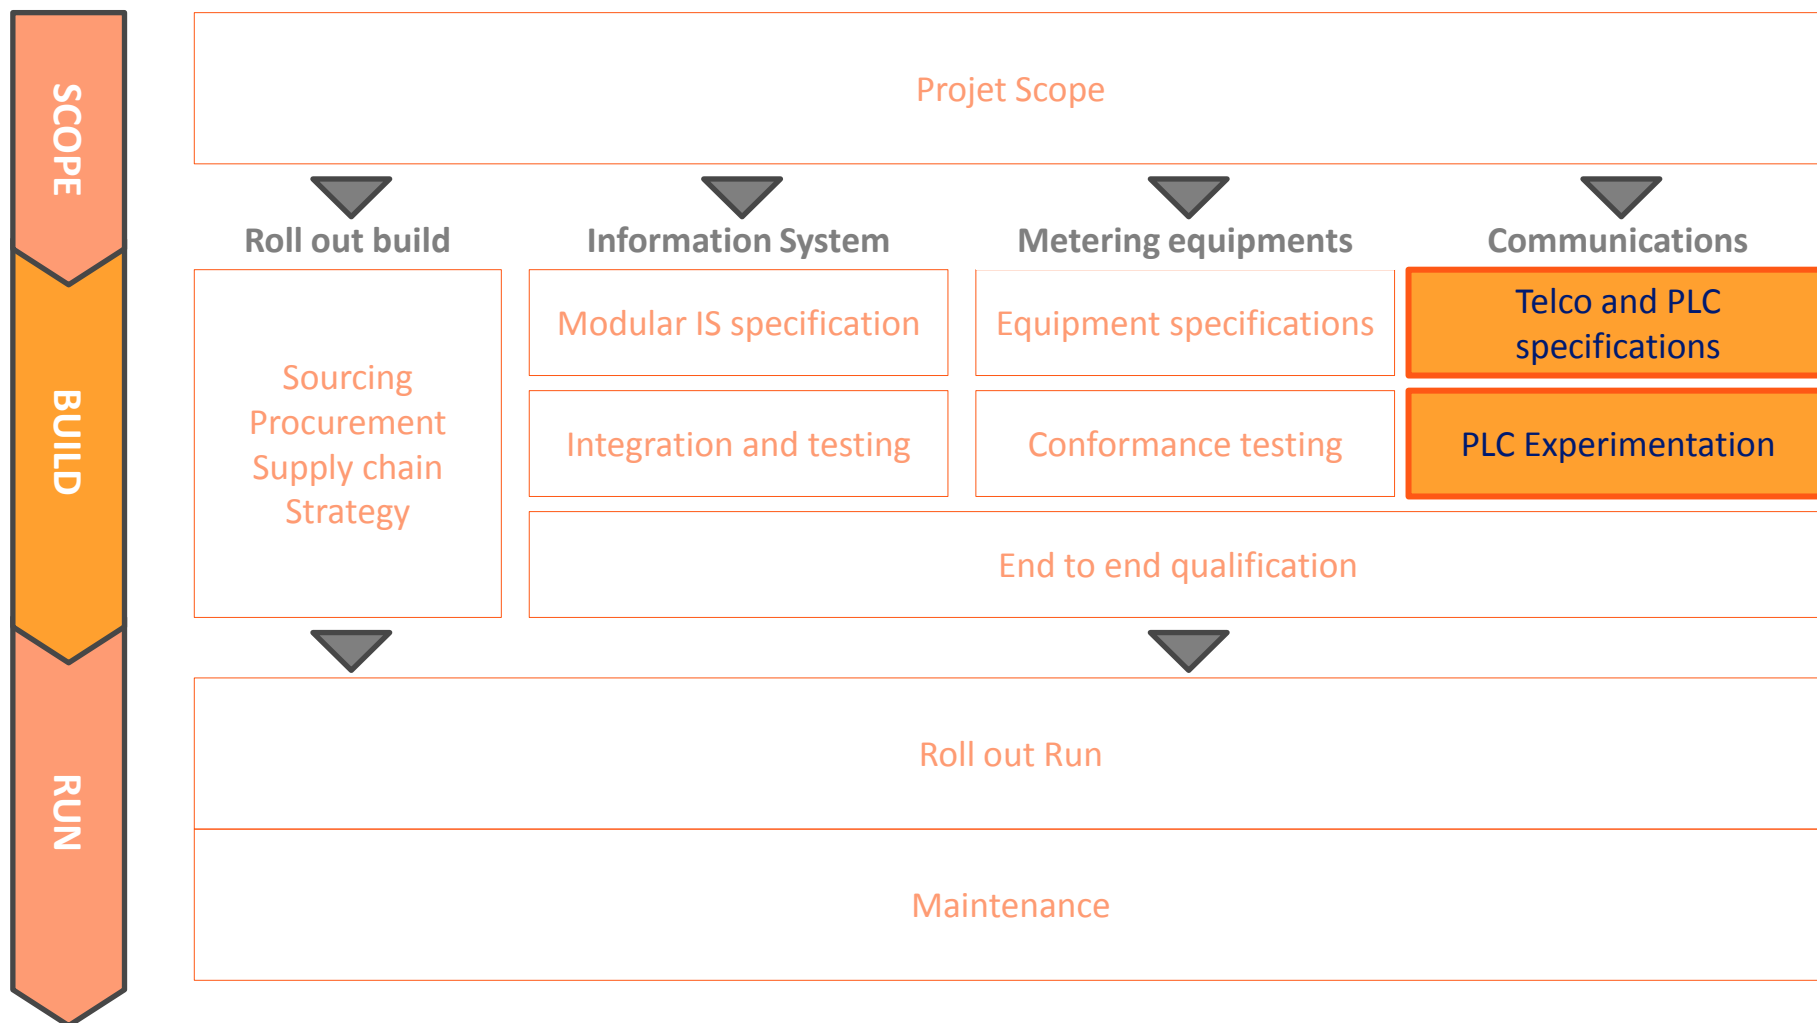 SCOPE
Projet Scope
Roll out build
Information System
Metering equipments
Communications
BUILD
Sourcing
Procurement
Supply chain
Strategy
Modular IS specification
Equipment specifications
Telco and PLC
specifications
Integration and testing
Conformance testing
PLC Experimentation
End to end qualification
RUN
Roll out Run
Maintenance